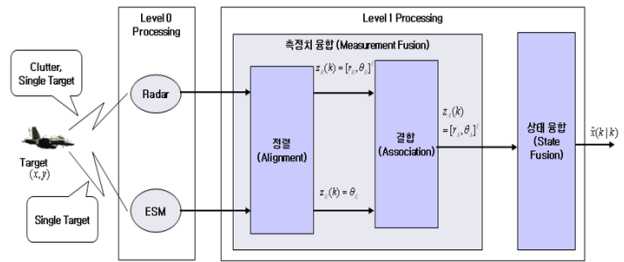 Level 0
Processing
Level 1 Processing
측정치 융합 (Measurement Fusion)
Clutter,
Single Target
Radar
정렬
(Alignment)
결합
(Association)
상태 융합
(State
Fusion)
Target
(x, y)
Single Target
ESM